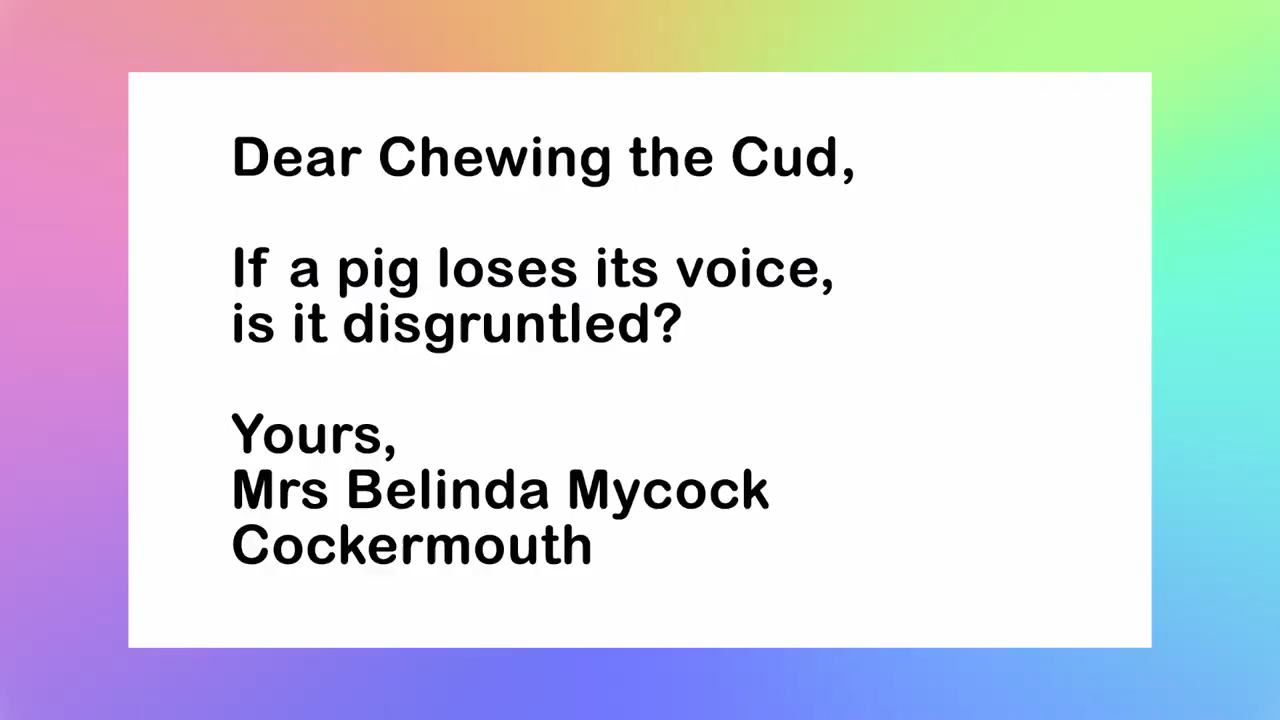 Dear Chewing the Cud,
If a pig loses its voice,
is it disgruntled?
Yours,
Mrs Belinda Mycock
Cockermouth